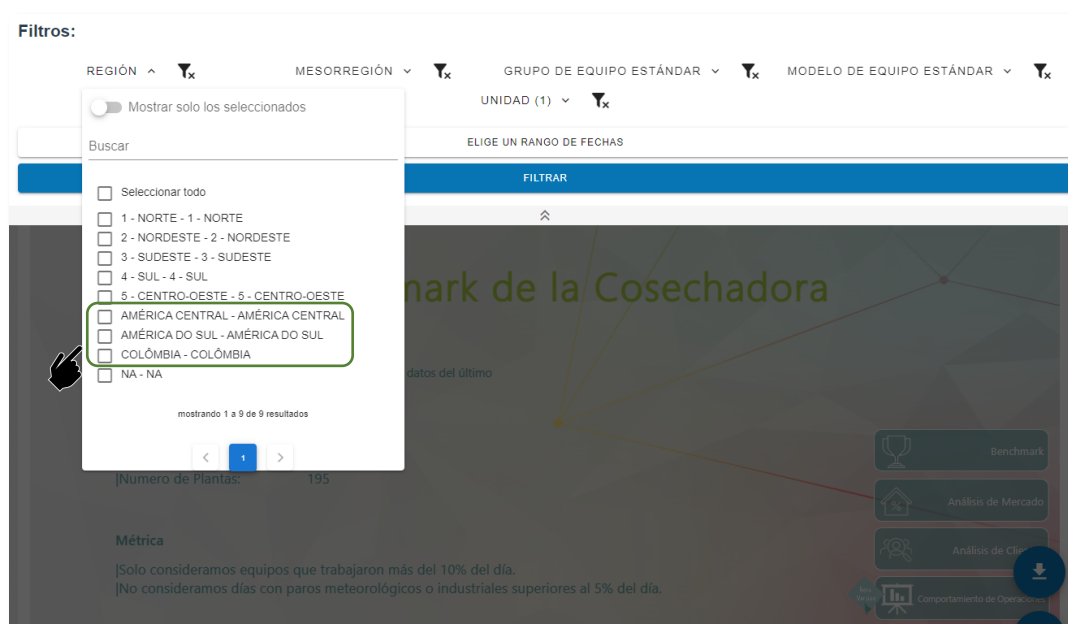 Filtros:
REGIÓN MESORREGIÓN GRUPO DE EQUIPO ESTÁNDAR MODELO DE EQUIPO ESTÁNDAR
UNIDAD (1)
Mostrar solo los seleccionados
ELIGE UN RANGO DE FECHAS
Buscar
FILTRAR
Seleccionar todo
1 - NORTE - 1 - NORTE
2 - NORDESTE - 2 - NORDESTE
3 - SUDESTE - 3 - SUDESTE
4 - SUL - 4 - SUL
5 - CENTRO-OESTE - 5 - CENTRO-OESTE
AMÉRICA CENTRAL - AMÉRICA CENTRAL
AMÉRICA DO SUL - AMÉRICA DO SUL
COLÔMBIA - COLÔMBIA
NA - NA
mostrando 1 a 9 de 9 resultados
1
mark de la Cosechadora
datos del último
|Numero de Plantas: 195
Métrica
|Solo consideramos equipos que trabajaron más del 10% del día.
|No consideramos días con paros meteorológicos o industriales superiores al 5% del día.
Benchmark
Análisis de Mercado
Análisis de
Comportamiento de